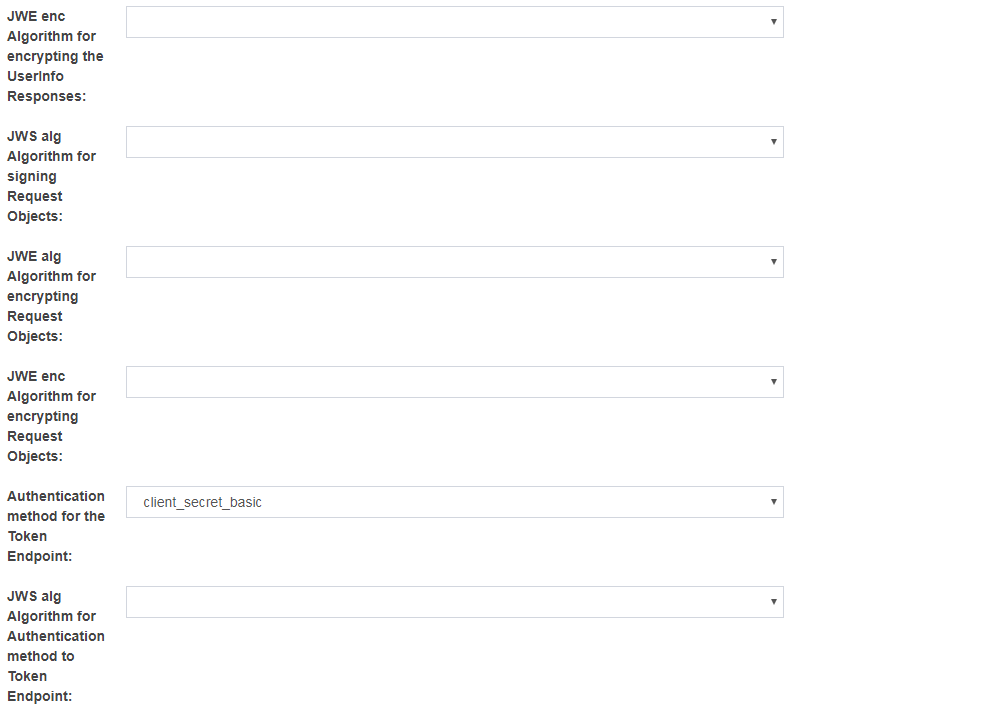 JWE enc
Algorithm for
encrypting the
UserInfo
Responses:
JWS alg
Algorithm for
signing
Request
Objects:
JWE alg
Algorithm for
encrypting
Request
Objects:
JWE enc
Algorithm for
encrypting
Request
Objects:
Authentication
method for the
Token
Endpoint:
client_secret_basic
JWS alg
Algorithm for
Authentication
method to
Token
Endpoint: